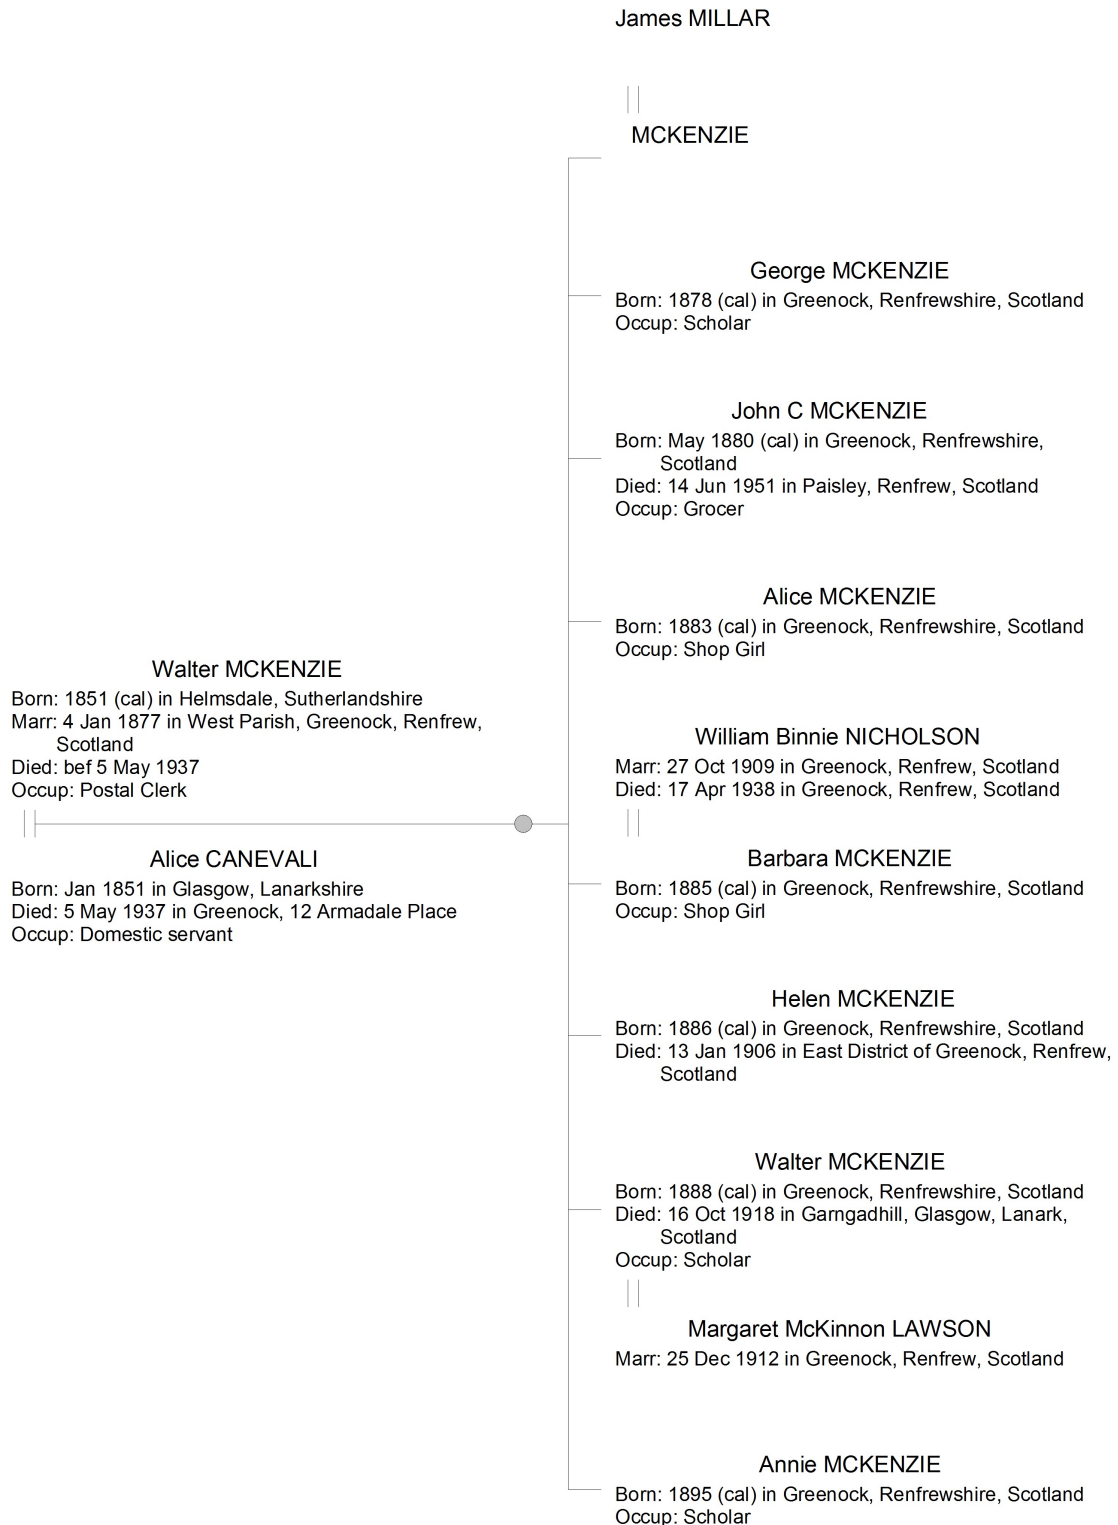 James MILLAR
MCKENZIE
George MCKENZIE
Born: 1878 (cal) in Greenock, Renfrewshire, Scotland
Occup: Scholar
John C MCKENZIE
Born: May 1880 (cal) in Greenock, Renfrewshire,
Scotland
Died: 14 Jun 1951 in Paisley, Renfrew, Scotland
Occup: Grocer
Alice MCKENZIE
Born: 1883 (cal) in Greenock, Renfrewshire, Scotland
Occup: Shop Girl
Walter MCKENZIE
Born: 1851 (cal) in Helmsdale, Sutherlandshire
Marr: 4 Jan 1877 in West Parish, Greenock, Renfrew,
Scotland
Died: bef 5 May 1937
Occup: Postal Clerk
Alice CANEVALI
Born: Jan 1851 in Glasgow, Lanarkshire
Died: 5 May 1937 in Greenock, 12 Armadale Place
Occup: Domestic servant
William Binnie NICHOLSON
Marr: 27 Oct 1909 in Greenock, Renfrew, Scotland
Died: 17 Apr 1938 in Greenock, Renfrew, Scotland
Barbara MCKENZIE
Born: 1885 (cal) in Greenock, Renfrewshire, Scotland
Occup: Shop Girl
Helen MCKENZIE
Born: 1886 (cal) in Greenock, Renfrewshire, Scotland
Died: 13 Jan 1906 in East District of Greenock, Renfrew,
Scotland
Walter MCKENZIE
Born: 1888 (cal) in Greenock, Renfrewshire, Scotland
Died: 16 Oct 1918 in Garngadhill, Glasgow, Lanark,
Scotland
Occup: Scholar
Margaret McKinnon LAWSON
Marr: 25 Dec 1912 in Greenock, Renfrew, Scotland
Annie MCKENZIE
Born: 1895 (cal) in Greenock, Renfrewshire, Scotland
Occup: Scholar